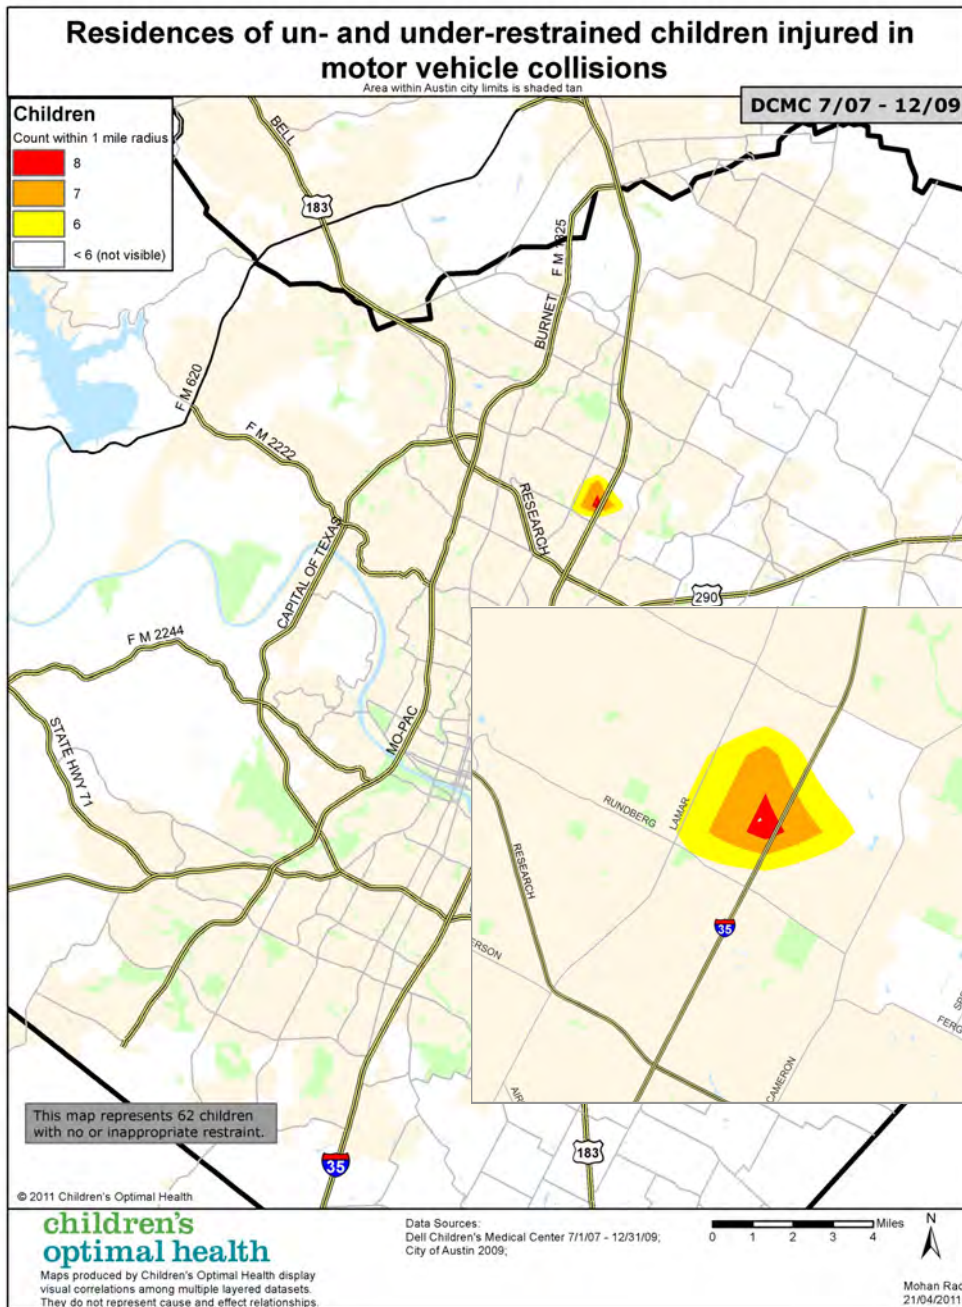 Residences of un- and under-restrained children injured in
motor vehicle collisions
Area within Austin city limits is shaded tan
DCMC 7/07 - 12/09
Children
Count within 1 mile radius
8
7
6
< 6 (not visible)
BELL
183
F M 1325
BURNET
F M 620
F M 2222
RESEARCH
CAPITAL OF TEXAS
290
F M 2244
STATE HWY 71
MO-PAC
RUNDBERG
LAMAR
RESEARCH
35
ERSON
SPR
FERG
CAMERON
AIR
This map represents 62 children
with no or inappropriate restraint.
35
183
© 2011 Children's Optimal Health
children's
optimal health
Maps produced by Children's Optimal Health display
visual correlations among multiple layered datasets.
They do not represent cause and effect relationships.
Data Sources:
Dell Children's Medical Center 7/1/07 - 12/31/09;
City of Austin 2009;
0 1 2 3 4 Miles
N
Mohan Rao
21/04/2011